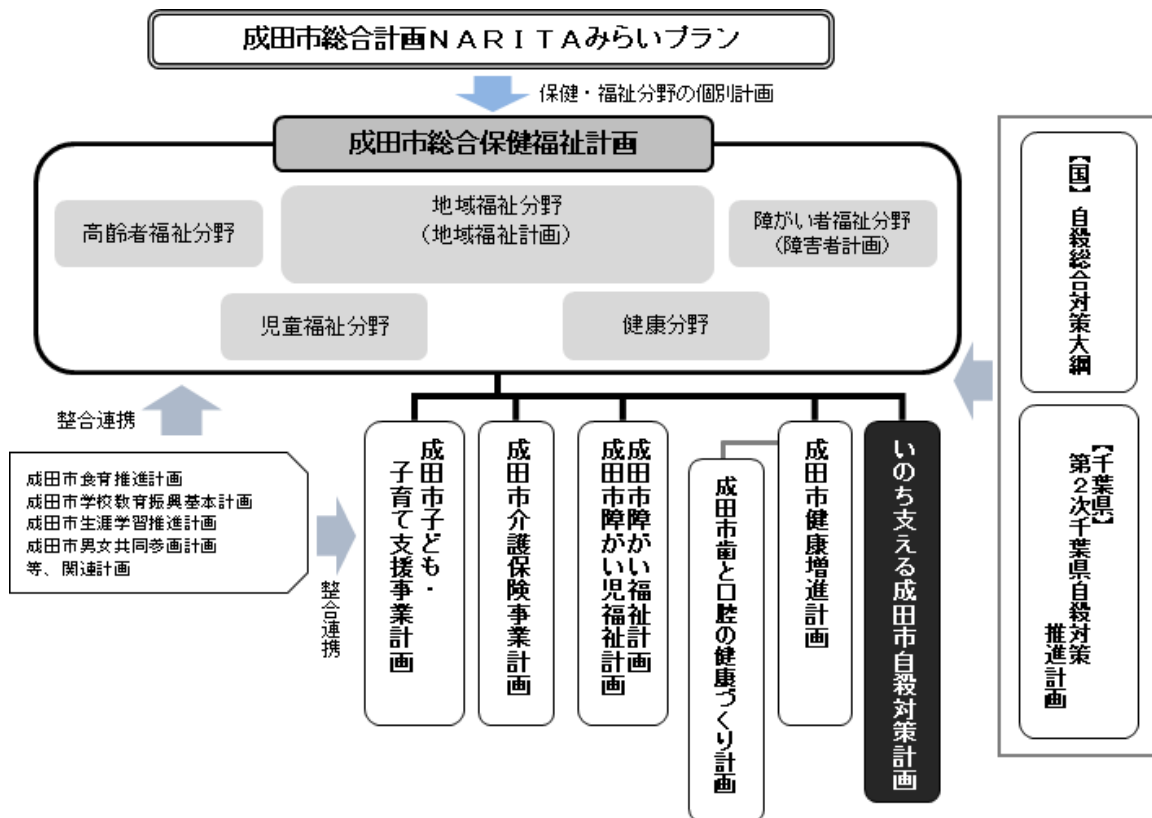 成田市総合計画ＮＡＲＩＴＡみらいプラン
保健・福祉分野の個別計画
成田市総合保健福祉計画
高齢者福祉分野
地域福祉分野
（地域福祉計画）
障がい者福祉分野
（障害者計画）
児童福祉分野
健康分野
【国】自殺総合対策大綱
【千葉県】
第２次千葉県自殺対策
推進計画
整合連携
成田市食育推進計画
成田市学校教育振興基本計画
成田市生涯学習推進計画
成田市男女共同参画計画
等、関連計画
整合連携
成田市子ども・
子育て支援事業計画
成田市介護保険事業計画
成田市障がい福祉計画
成田市障がい児福祉計画
成田市歯と口腔の健康づくり計画
成田市健康増進計画
いのち支える成田市自殺対策計画